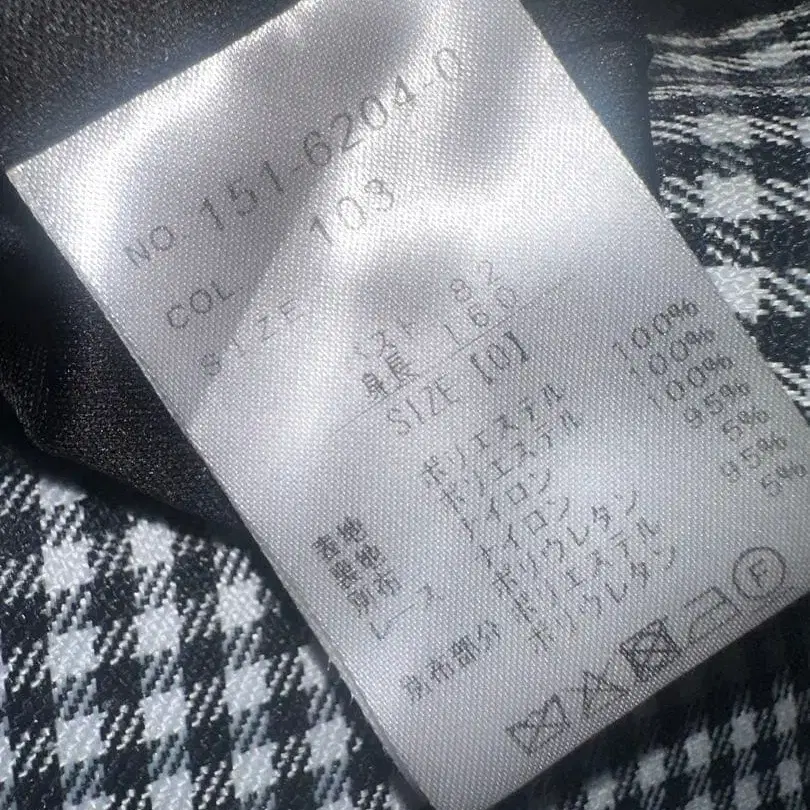 NO. 151-6204-0
COL. 103
SIZE バスト 82
身長 150
SIZE【0】
表地 ポリエステル 100%
裏地 ポリエステル 100%
別布 ナイロン 100%
レース ナイロン 95%
ポリウレタン 5%
別布部分 ポリエステル 95%
ポリウレタン 5%
F